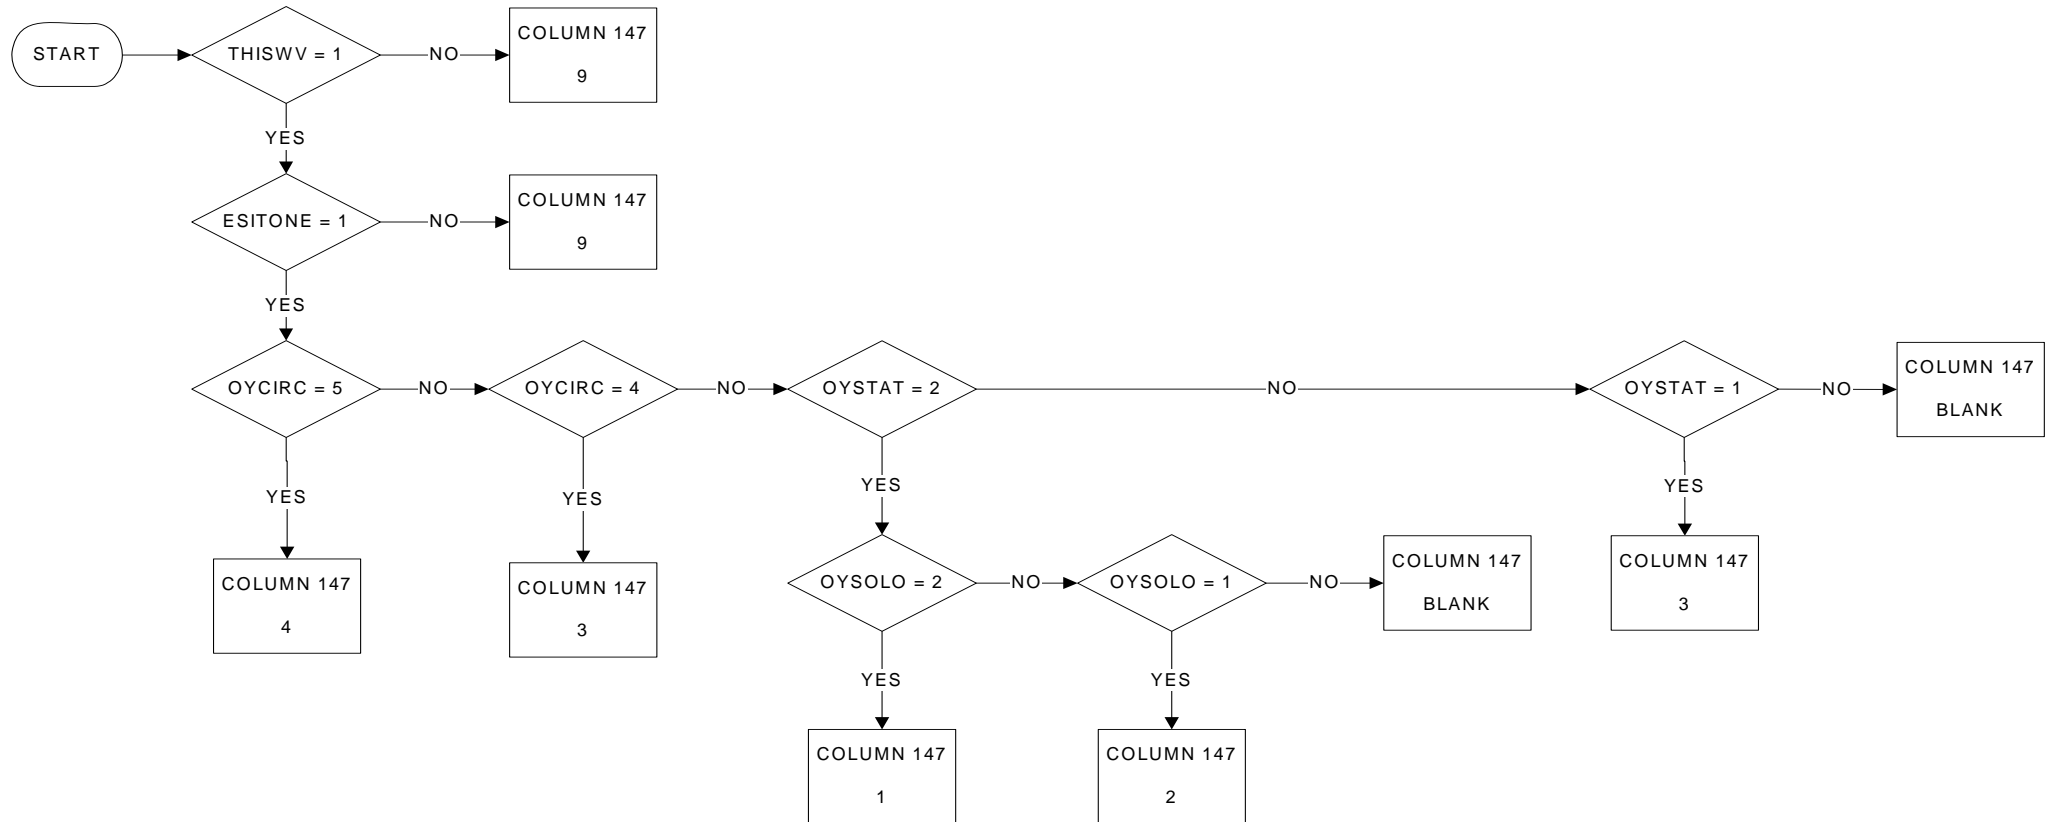 START
THISWV = 1
NO
COLUMN 147
9
YES
ESITONE = 1
NO
COLUMN 147
9
YES
OYCIRC = 5
NO
OYCIRC = 4
NO
OYSTAT = 2
NO
OYSTAT = 1
NO
COLUMN 147
BLANK
YES
YES
YES
YES
COLUMN 147
4
COLUMN 147
3
OYSOLO = 2
NO
OYSOLO = 1
NO
COLUMN 147
BLANK
COLUMN 147
3
YES
YES
COLUMN 147
1
COLUMN 147
2